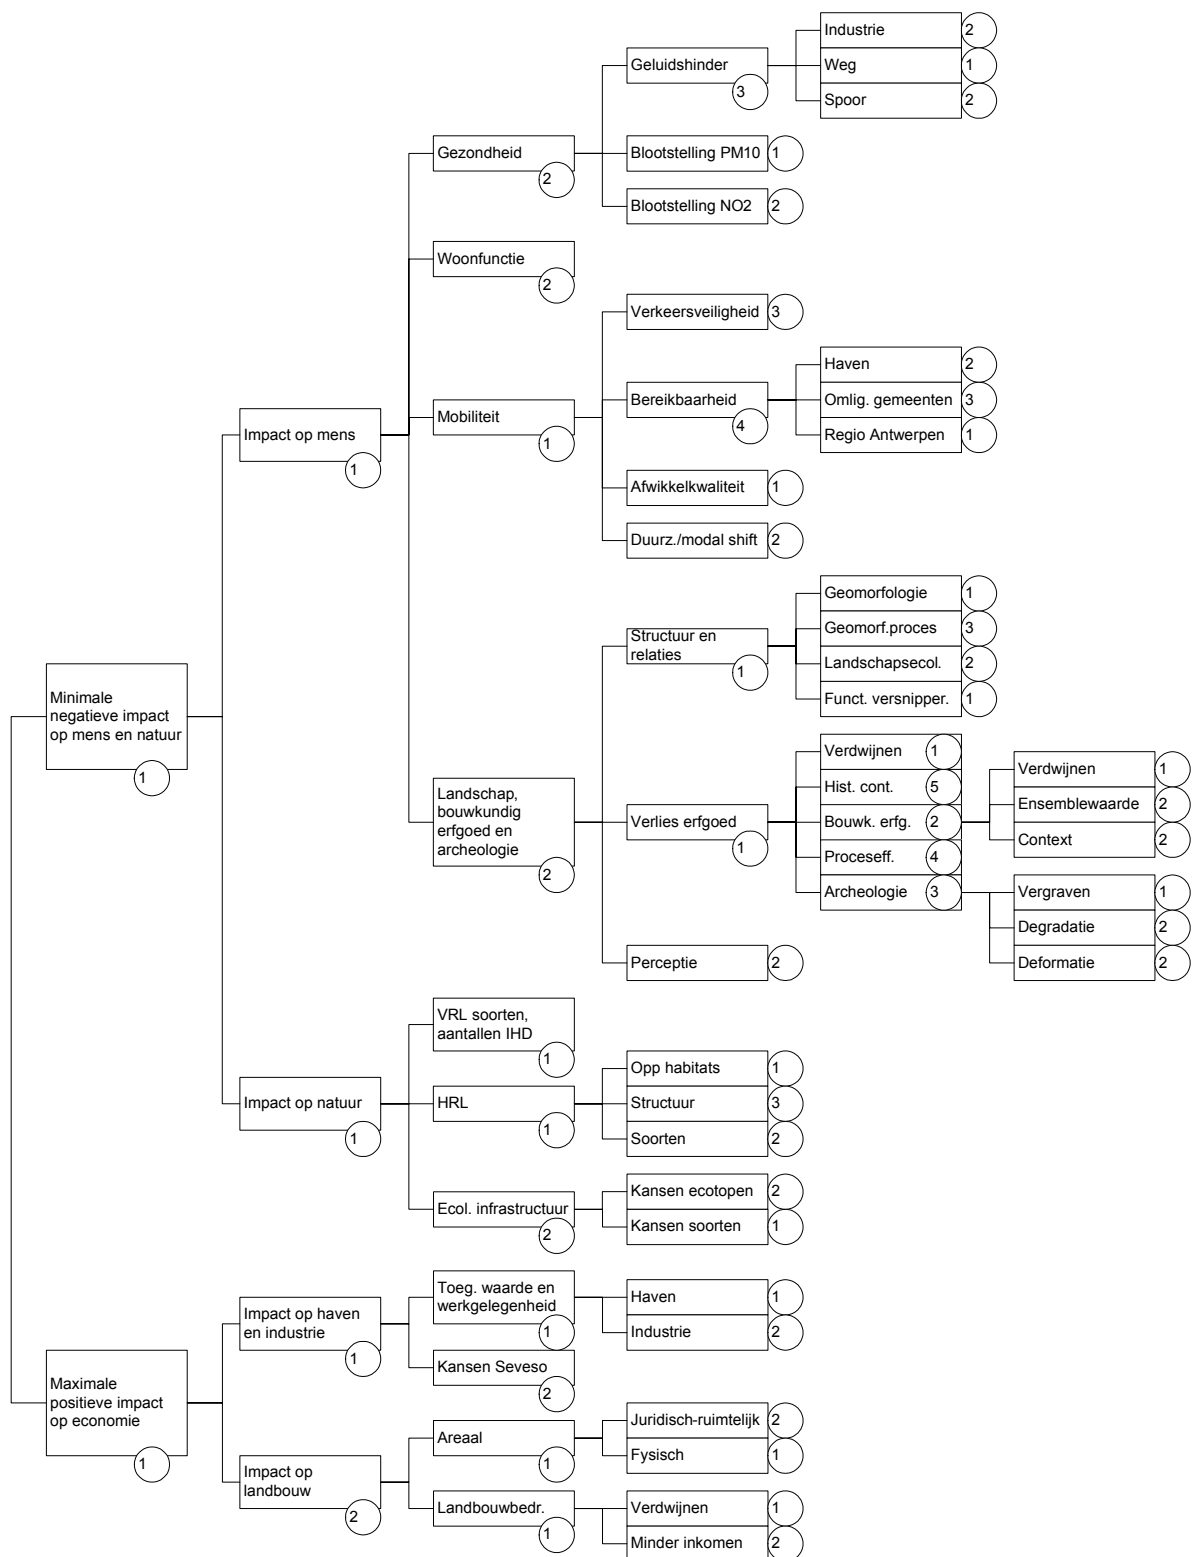 Industrie 2
Geluidshinder
3
Weg 1
Spoor 2
Gezondheid
2
Blootstelling PM10 1
Blootstelling NO2 2
Woonfunctie
2
Verkeersveiligheid 3
Impact op mens
1
Mobiliteit
1
Bereikbaarheid
4
Haven 2
Omlig. gemeenten 3
Regio Antwerpen 1
Afwikkelkwaliteit 1
Duurz./modal shift 2
Minimale
negatieve impact
op mens en natuur
1
Landschap,
bouwkundig
erfgoed en
archeologie
2
Structuur en
relaties
1
Geomorfologie 1
Geomorf.proces 3
Landschapsecol. 2
Funct. versnipper. 1
Verlies erfgoed
1
Verdwijnen 1
Hist. cont. 5
Bouwk. erfg. 2
Verdwijnen 1
Ensemblewaarde 2
Context 2
Proceseff. 4
Archeologie 3
Vergraven 1
Degradatie 2
Deformatie 2
Perceptie 2
Impact op natuur
1
VRL soorten,
aantallen IHD
1
HRL
1
Opp habitats 1
Structuur 3
Soorten 2
Ecol. infrastructuur
2
Kansen ecotopen 2
Kansen soorten 1
Maximale
positieve impact
op economie
1
Impact op haven
en industrie
1
Toeg. waarde en
werkgelegenheid
1
Haven 1
Industrie 2
Kansen Seveso
2
Impact op
landbouw
2
Areaal
1
Juridisch-ruimtelijk 2
Fysisch 1
Landbouwbedr.
1
Verdwijnen 1
Minder inkomen 2